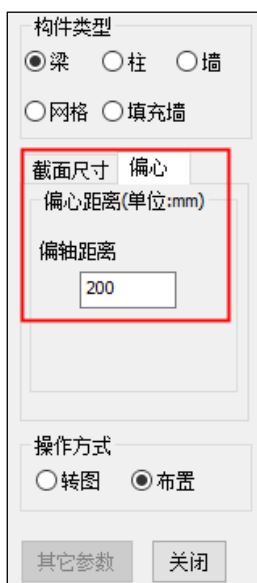 构件类型
梁 柱 墙
网格 填充墙
截面尺寸 偏心
偏心距离(单位:mm)
偏轴距离
200
操作方式
转图 布置
其它参数 关闭